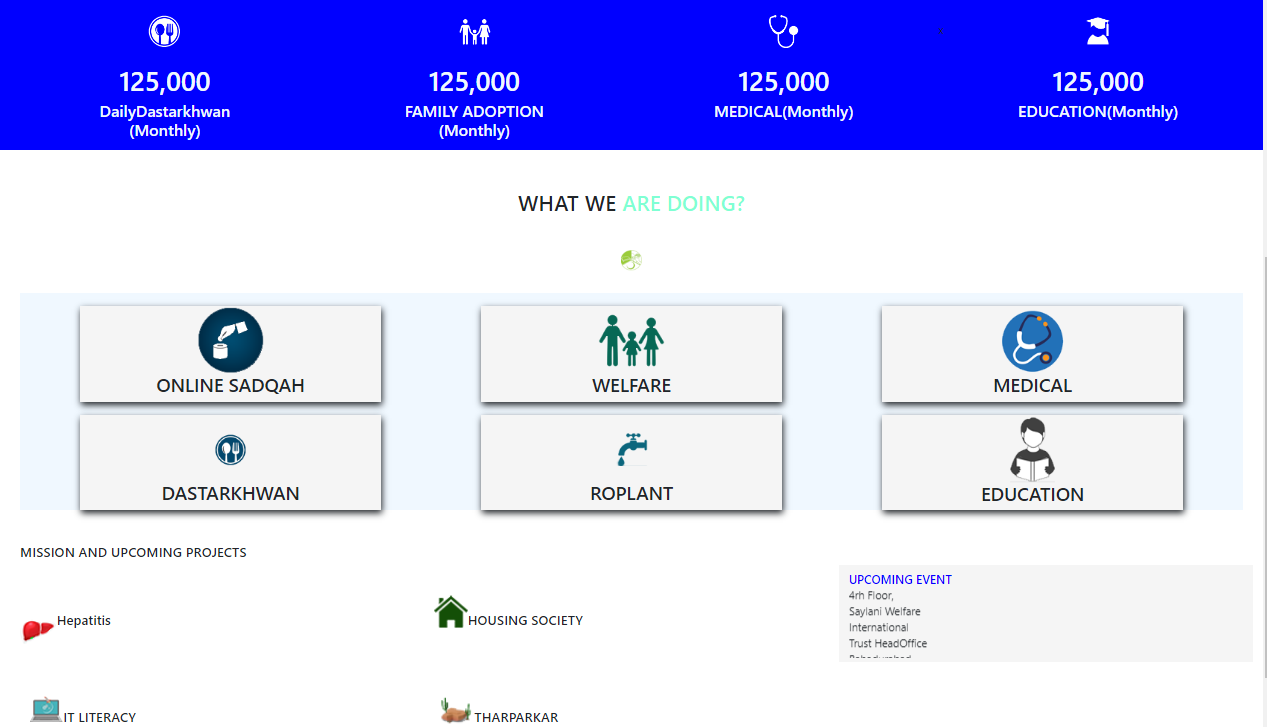 125,000
DailyDastarkhwan
(Monthly)
125,000
FAMILY ADOPTION
(Monthly)
125,000
MEDICAL(Monthly)
125,000
EDUCATION(Monthly)
WHAT WE ARE DOING?
ONLINE SADQAH
WELFARE
MEDICAL
DASTARKHWAN
ROPLANT
EDUCATION
MISSION AND UPCOMING PROJECTS
Hepatitis
HOUSING SOCIETY
IT LITERACY
THARPARKAR
UPCOMING EVENT
4rh Floor,
Saylani Welfare
International
Trust HeadOffice